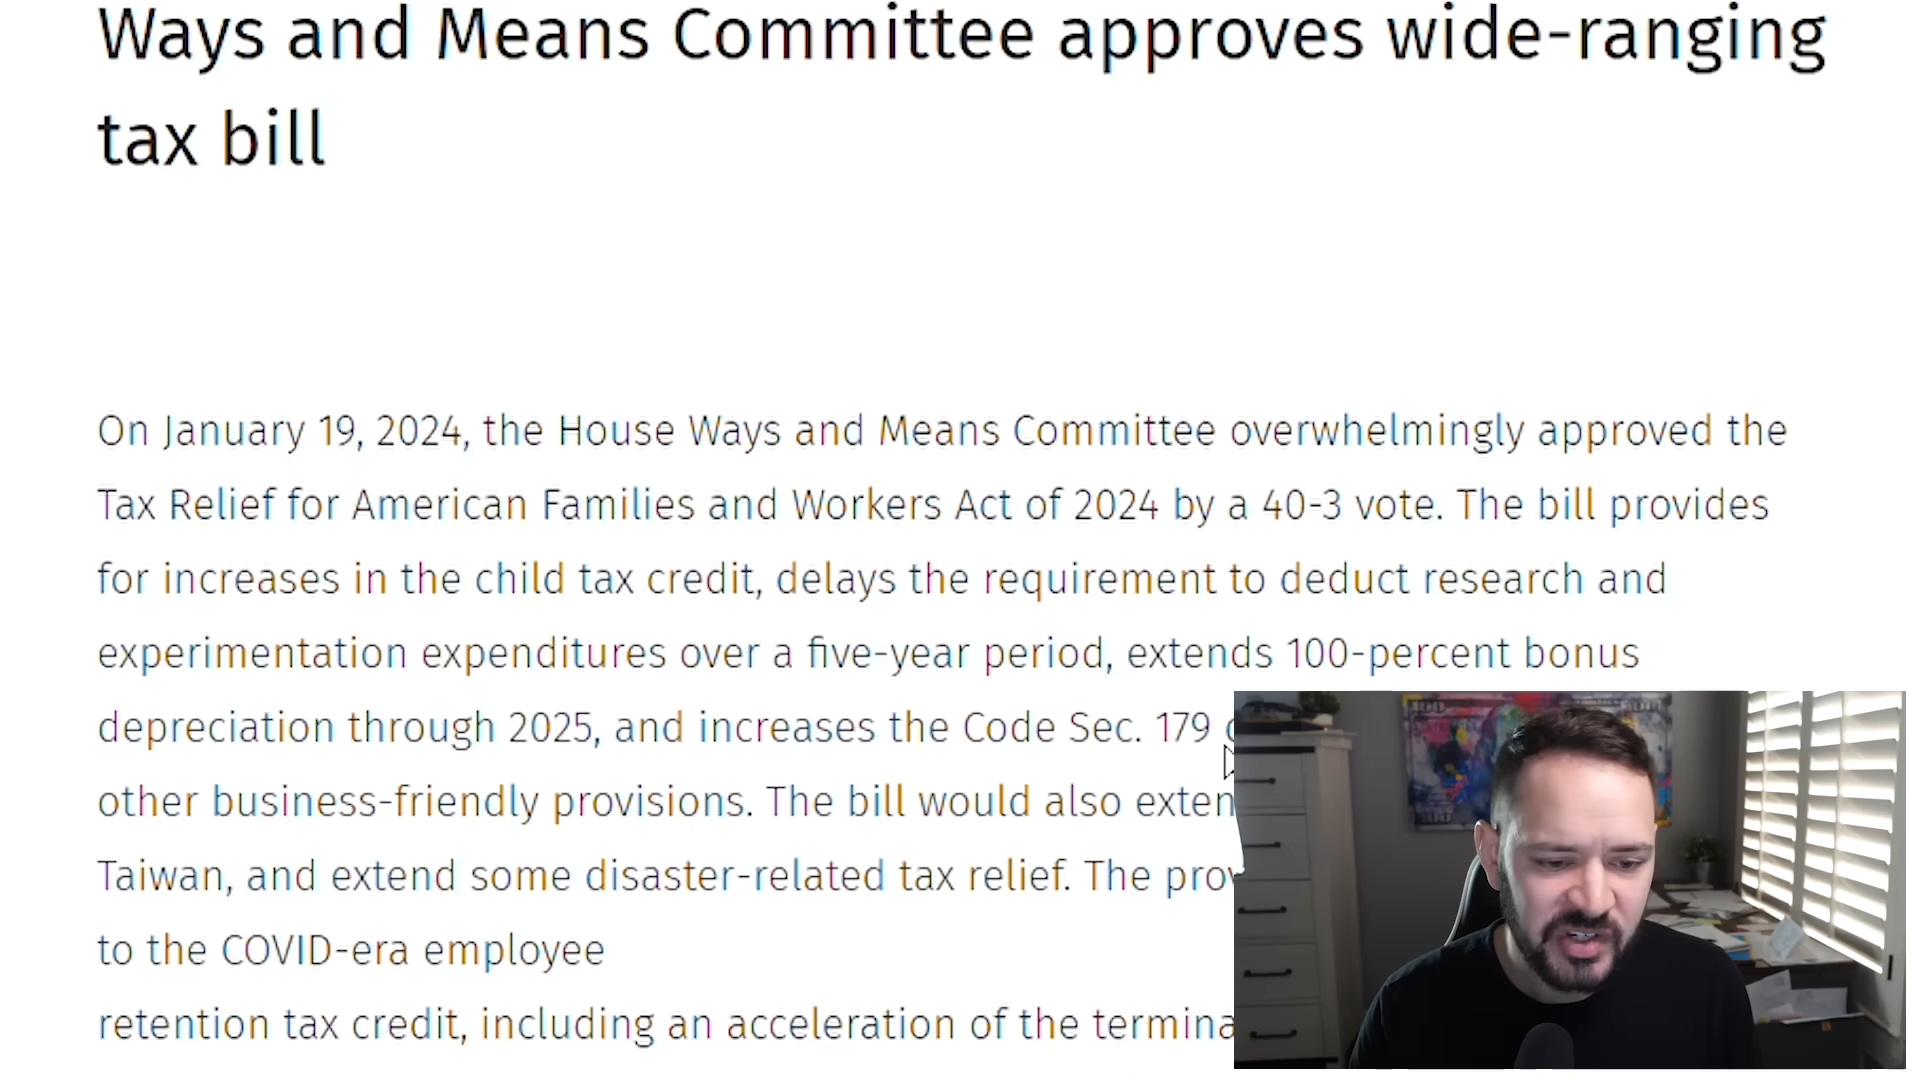 Ways and Means Committee approves wide-ranging
tax bill
On January 19, 2024, the House Ways and Means Committee overwhelmingly approved the
Tax Relief for American Families and Workers Act of 2024 by a 40-3 vote. The bill provides
for increases in the child tax credit, delays the requirement to deduct research and
experimentation expenditures over a five-year period, extends 100-percent bonus
depreciation through 2025, and increases the Code Sec. 179
other business-friendly provisions. The bill would also
Taiwan, and extend some disaster-related tax relief. The
to the COVID-era employee
retention tax credit, including an acceleration of the